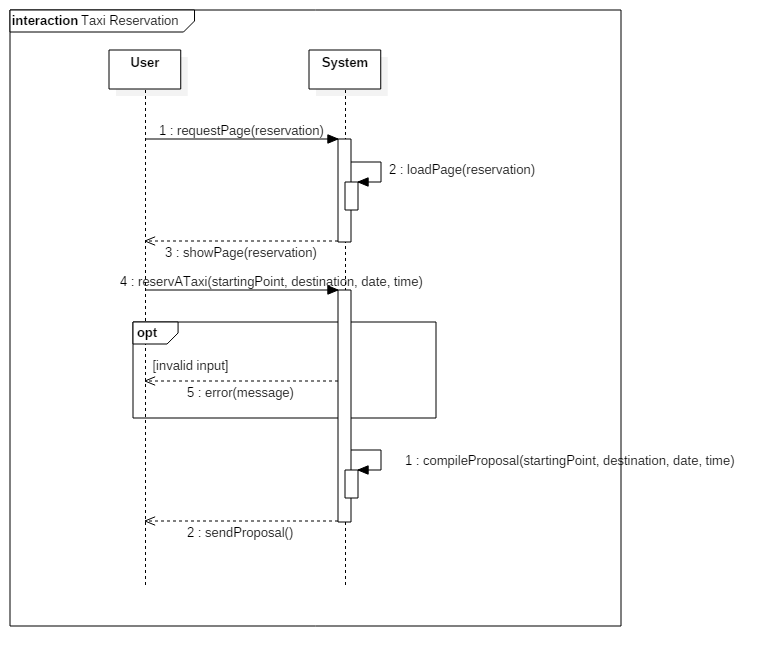 interaction Taxi Reservation
User
System
1 : requestPage(reservation)
2 : loadPage(reservation)
3 : showPage(reservation)
4 : reservATaxi(startingPoint, destination, date, time)
opt
[invalid input]
5 : error(message)
1 : compileProposal(startingPoint, destination, date, time)
2 : sendProposal()